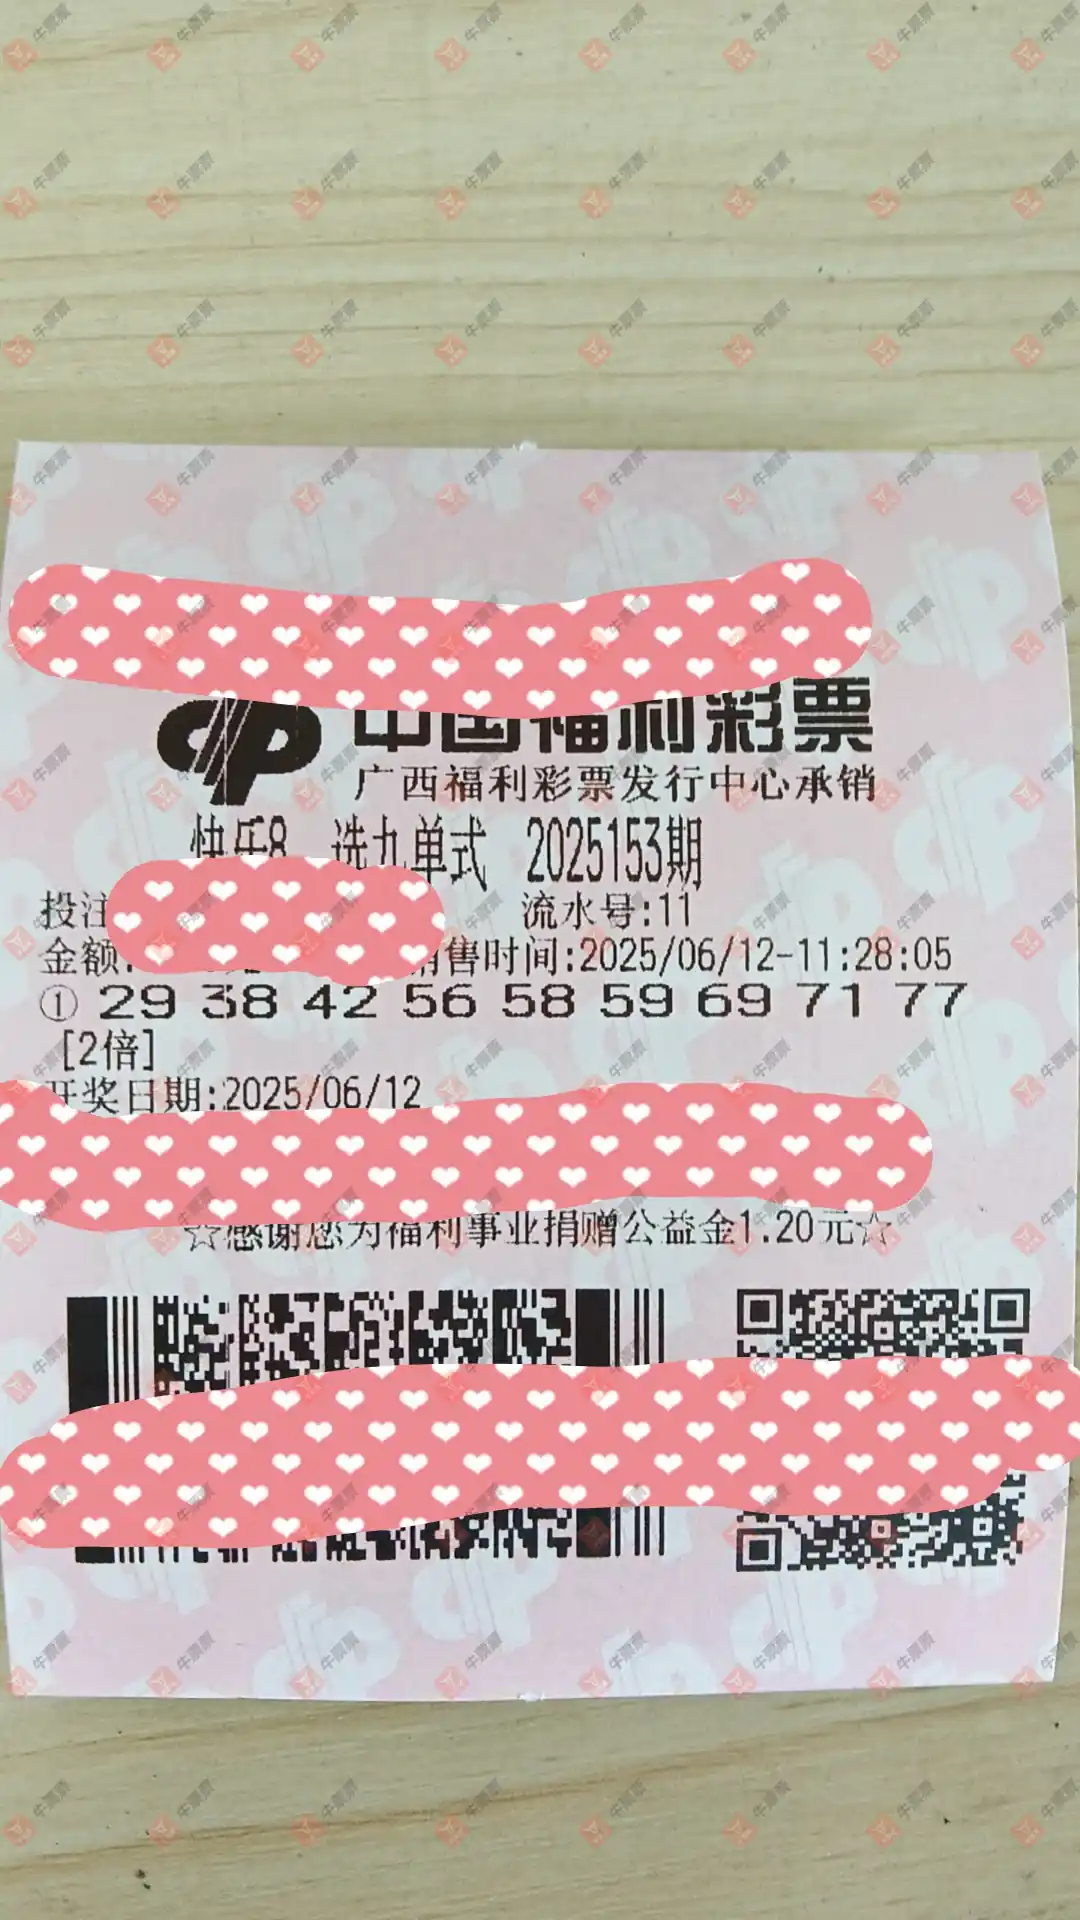 中国福利彩票
广西福利彩票发行中心承销
快乐8 选九单式 2025153期
投注 流水号:11
金额: 售时间:2025/06/12-11:28:05
① 29 38 42 56 58 59 69 71 77
[2倍]
开奖日期:2025/06/12
☆感谢您为福利事业捐赠公益金1.20元☆
牛票票